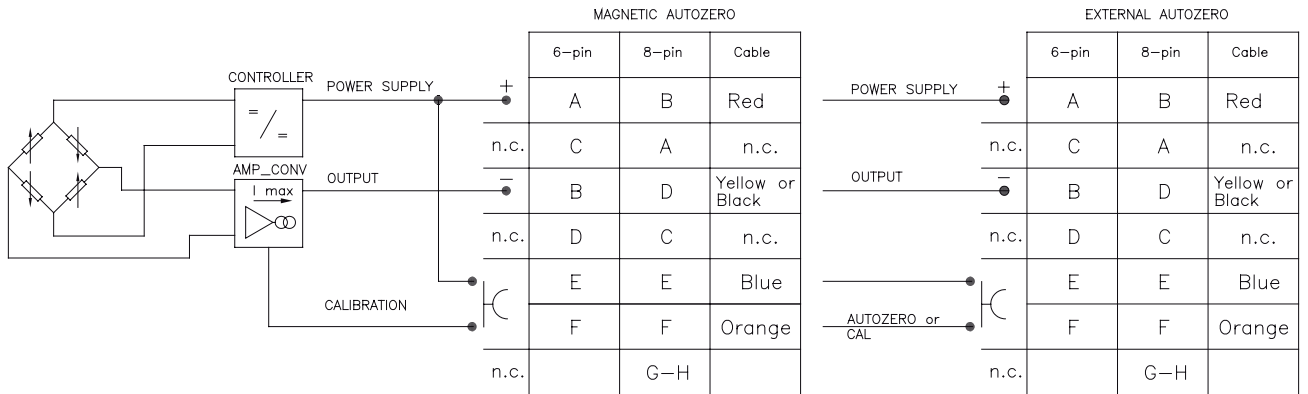 MAGNETIC AUTOZERO
6-pin 8-pin Cable
CONTROLLER
POWER SUPPLY + A B Red
n.c. C A n.c.
AMP_CONV
I max
OUTPUT − B D Yellow or
Black
n.c. D C n.c.
E E Blue
CALIBRATION F F Orange
n.c. G-H
EXTERNAL AUTOZERO
6-pin 8-pin Cable
POWER SUPPLY + A B Red
n.c. C A n.c.
OUTPUT − B D Yellow or
Black
n.c. D C n.c.
E E Blue
AUTOZERO or
CAL
F F Orange
n.c. G-H